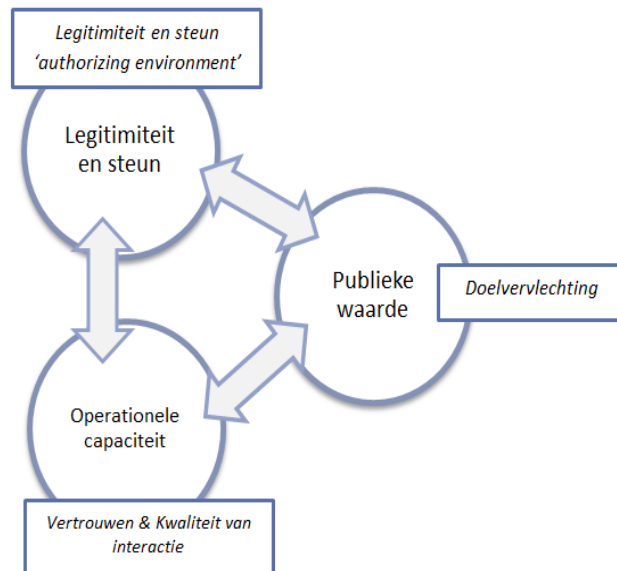 Legitimiteit en steun
‘authorizing environment’
Legitimiteit
en steun
Publieke
waarde
Doelvervlechting
Operationele
capaciteit
Vertrouwen & Kwaliteit van
interactie